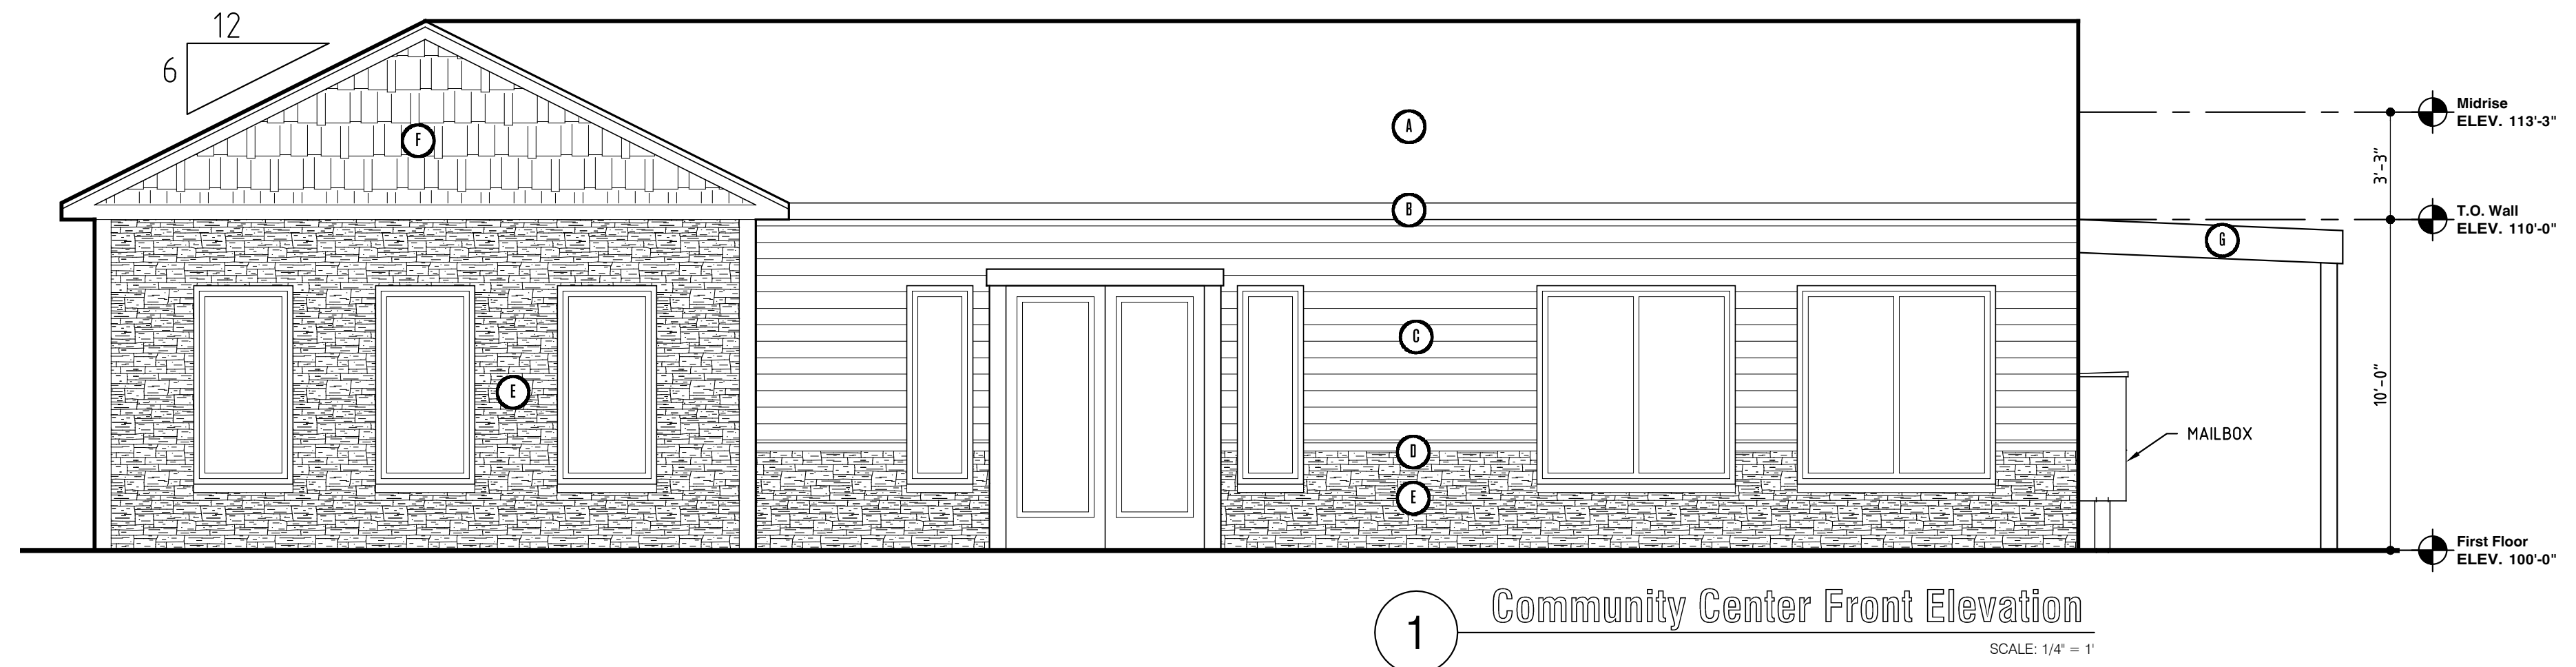 12
6
F
A
B
G
C
E
D
E
Midrise
ELEV. 113'-3"
3'-3"
T.O. Wall
ELEV. 110'-0"
10'-0"
MAILBOX
First Floor
ELEV. 100'-0"
1
Community Center Front Elevation
SCALE: 1/4" = 1'